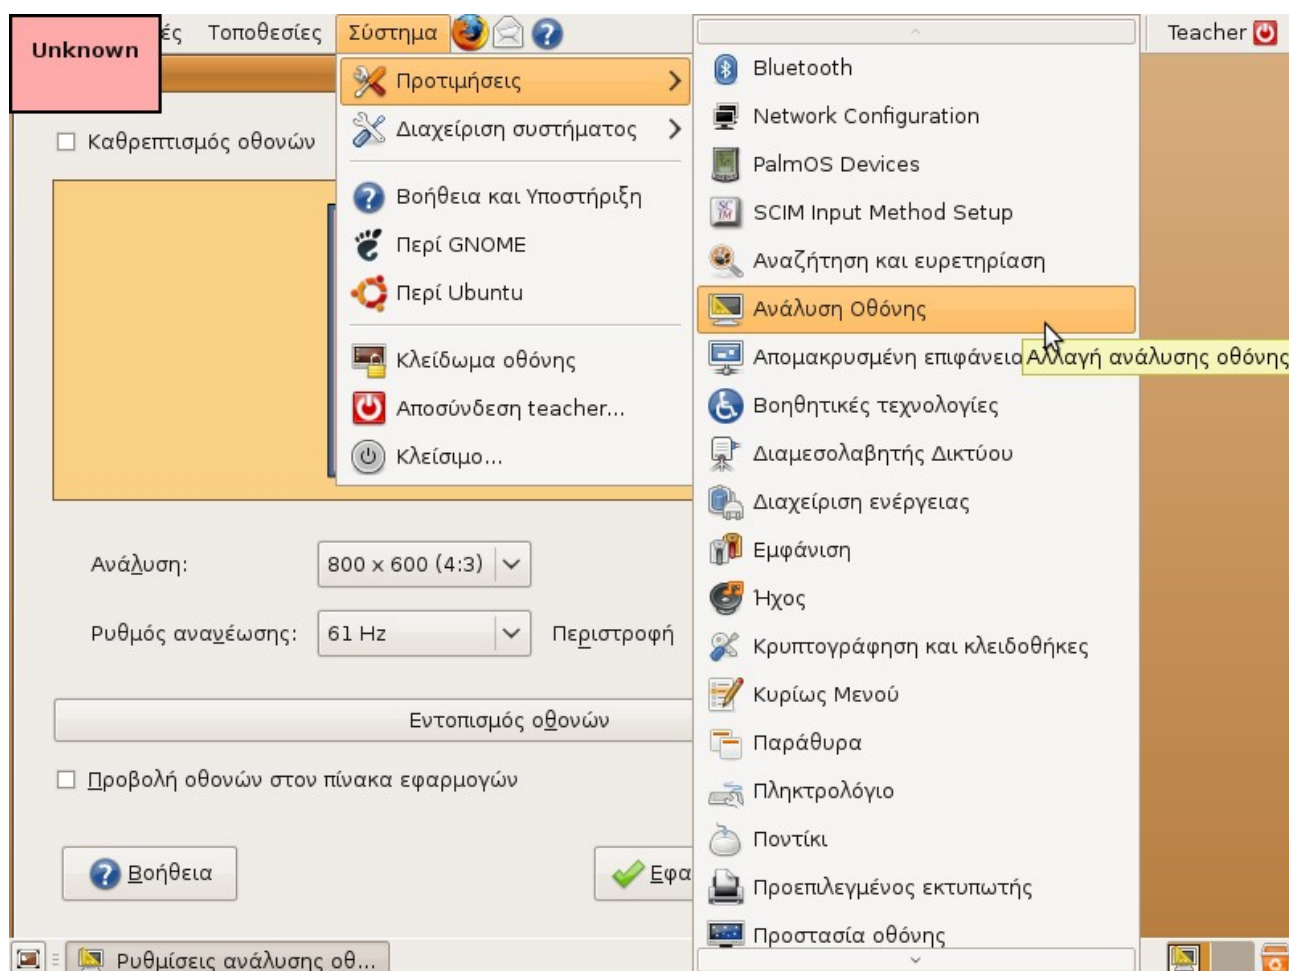 Unknown
Τοποθεσίες Σύστημα Teacher
Προτιμήσεις
Διαχείριση συστήματος
Βοήθεια και Υποστήριξη
Περί GNOME
Περί Ubuntu
Κλείδωμα οθόνης
Αποσύνδεση teacher...
Κλείσιμο...
Bluetooth
Network Configuration
PalmOS Devices
SCIM Input Method Setup
Αναζήτηση και ευρετηρίαση
Ανάλυση Οθόνης
Απομακρυσμένη επιφάνεια
Αλλαγή ανάλυσης οθόνης
Βοηθητικές τεχνολογίες
Διαμεσολαβητής Δικτύου
Διαχείριση ενέργειας
Εμφάνιση
Ήχος
Κρυπτογράφηση και κλειδοθήκες
Κυρίως Μενού
Παράθυρα
Πληκτρολόγιο
Ποντίκι
Προεπιλεγμένος εκτυπωτής
Προστασία οθόνης
Καθρεπτισμός οθονών
Ανάλυση: 800 x 600 (4:3)
Ρυθμός ανανέωσης: 61 Hz Περιστροφή
Εντοπισμός οθονών
Προβολή οθονών στον πίνακα εφαρμογών
Βοήθεια
Ρυθμίσεις ανάλυσης οθ...